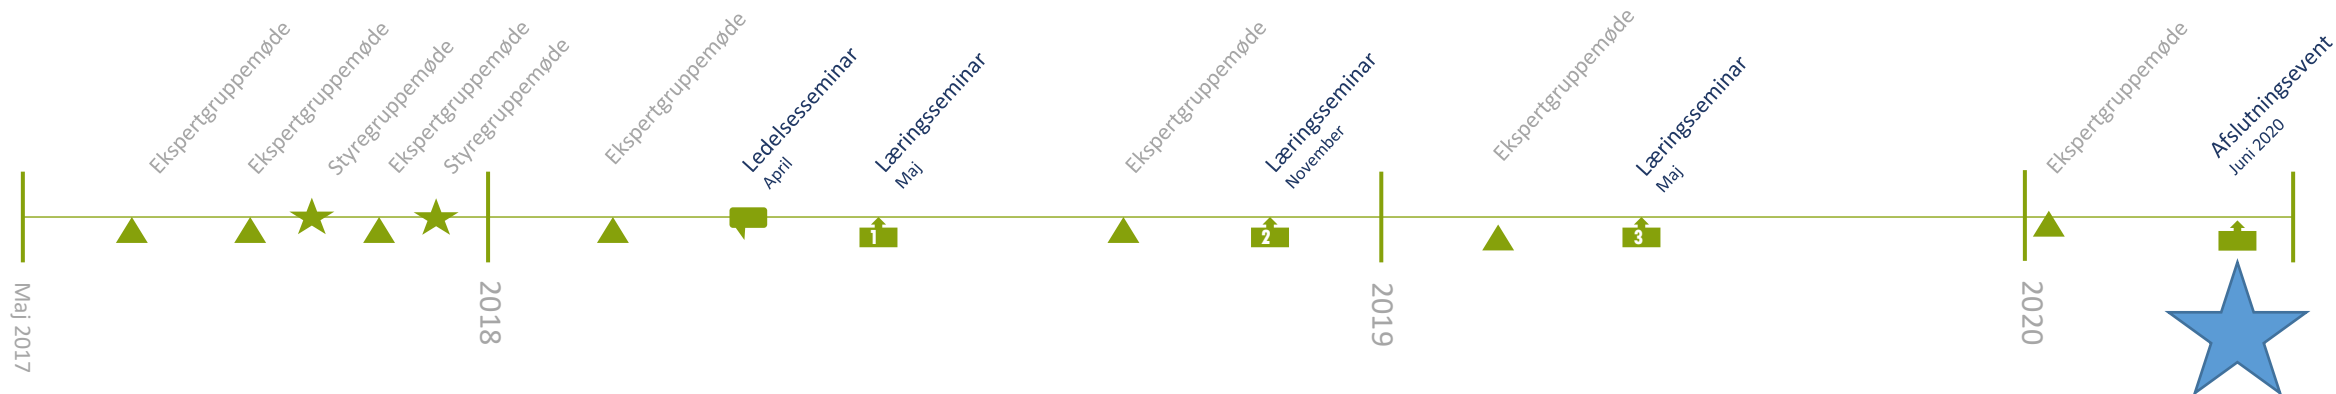 Ekspertgruppemøde
Ekspertgruppemøde
Styregruppemøde
Ekspertgruppemøde
Styregruppemøde
Ekspertgruppemøde
Ledelsesseminar
April
Læringsseminar
Maj
Ekspertgruppemøde
Læringsseminar
November
Ekspertgruppemøde
Læringsseminar
Maj
Ekspertgruppemøde
Afslutningsevent
Juni 2020
1
2
3
Maj 2017
2018
2019
2020